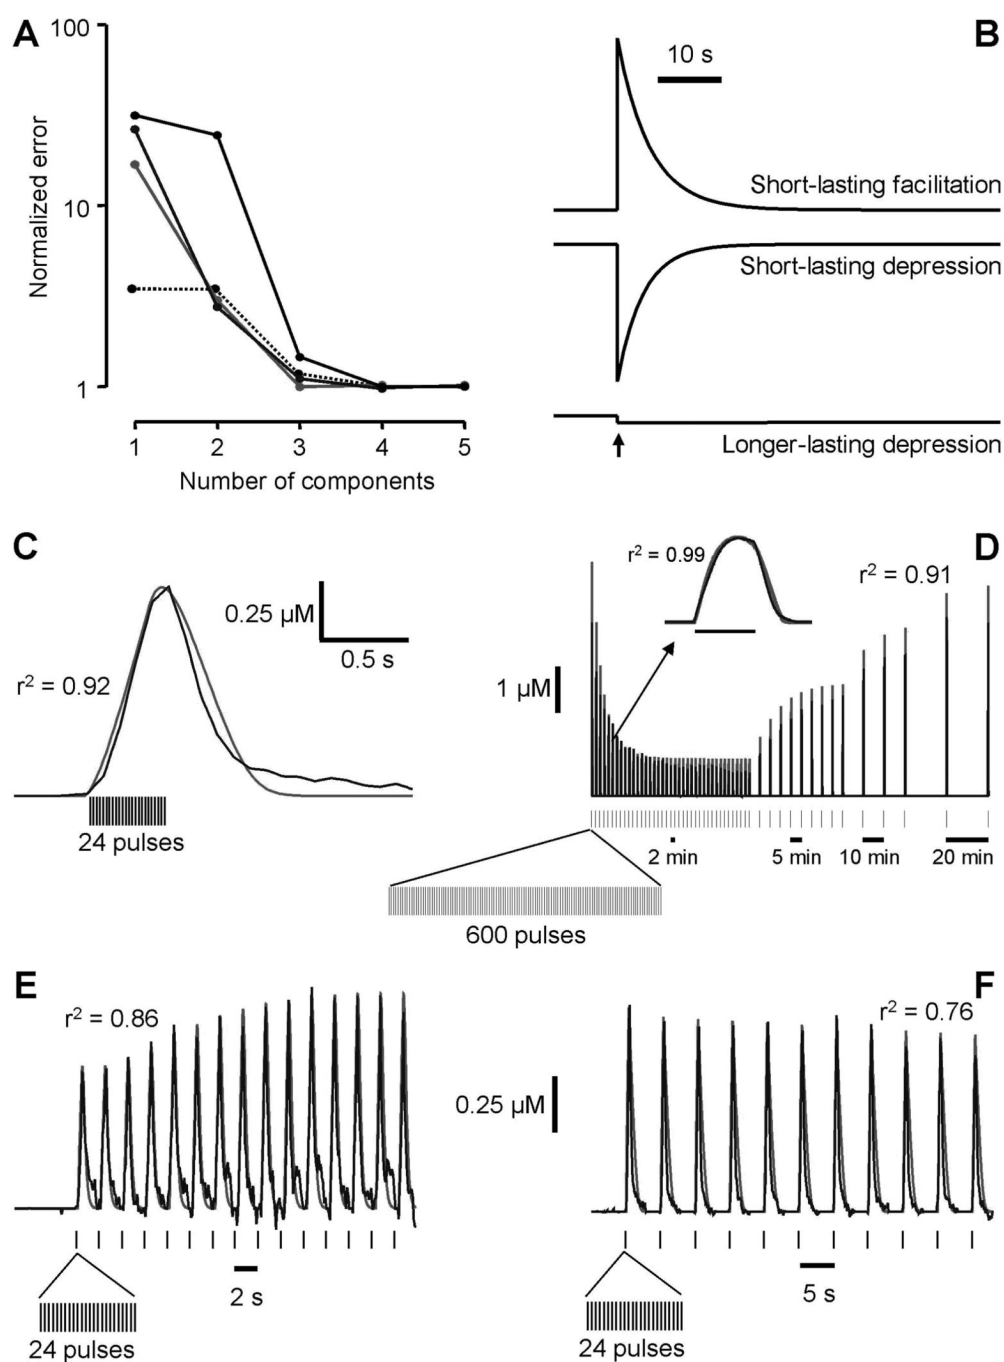 A
100
10
1
Normalized error
1 2 3 4 5
Number of components
B
10 s
Short-lasting facilitation
Short-lasting depression
Longer-lasting depression
C
r² = 0.92
0.25 µM
0.5 s
24 pulses
D
r² = 0.99
r² = 0.91
1 µM
2 min 5 min 10 min 20 min
600 pulses
E
r² = 0.86
2 s
24 pulses
F
r² = 0.76
0.25 µM
5 s
24 pulses